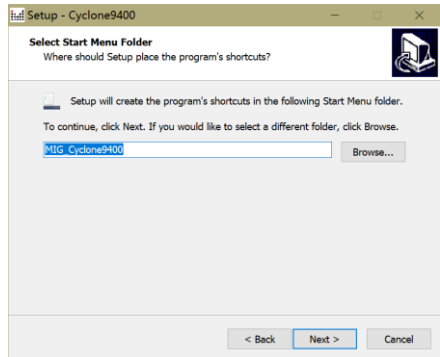 Setup - Cyclone9400
Select Start Menu Folder
Where should Setup place the program's shortcuts?
Setup will create the program's shortcuts in the following Start Menu folder.
To continue, click Next. If you would like to select a different folder, click Browse.
MIG_Cyclone9400
Browse...
< Back
Next >
Cancel